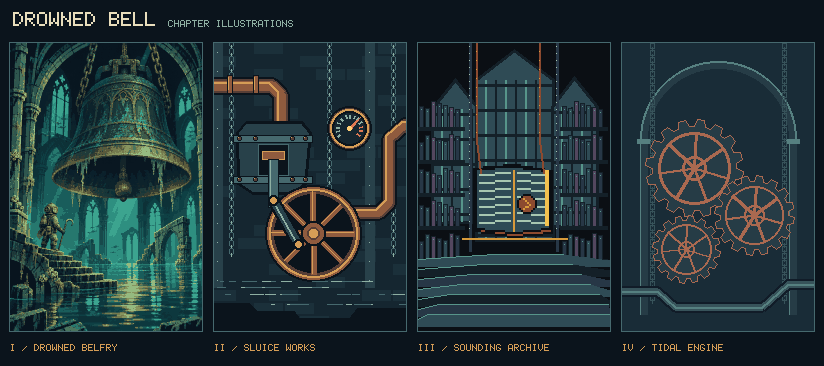 DROWNED BELL
CHAPTER ILLUSTRATIONS
I / DROWNED BELFRY
II / SLUICE WORKS
III / SOUNDING ARCHIVE
IV / TIDAL ENGINE